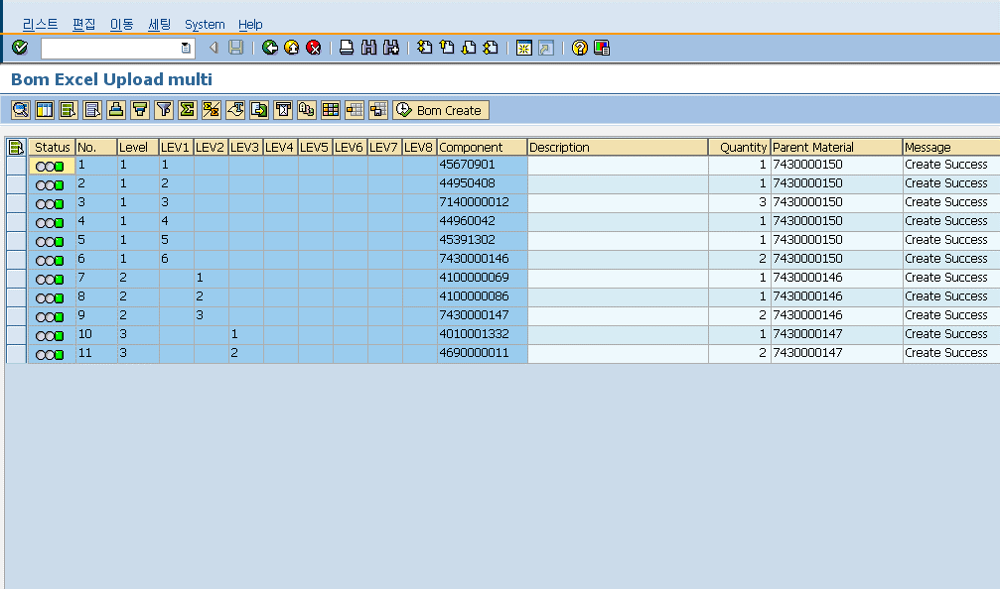 리스트 편집 이동 세팅 System Help
Bom Excel Upload multi
Bom Create
Status No. Level LEV1 LEV2 LEV3 LEV4 LEV5 LEV6 LEV7 LEV8 Component Description Quantity Parent Material Message
1 1 1 45670901 1 7430000150 Create Success
2 1 2 44950408 1 7430000150 Create Success
3 1 3 7140000012 3 7430000150 Create Success
4 1 4 44960042 1 7430000150 Create Success
5 1 5 45391302 1 7430000150 Create Success
6 1 6 7430000146 2 7430000150 Create Success
7 2 1 4100000069 1 7430000146 Create Success
8 2 2 4100000086 1 7430000146 Create Success
9 2 3 7430000147 2 7430000146 Create Success
10 3 1 4010001332 1 7430000147 Create Success
11 3 2 4690000011 2 7430000147 Create Success